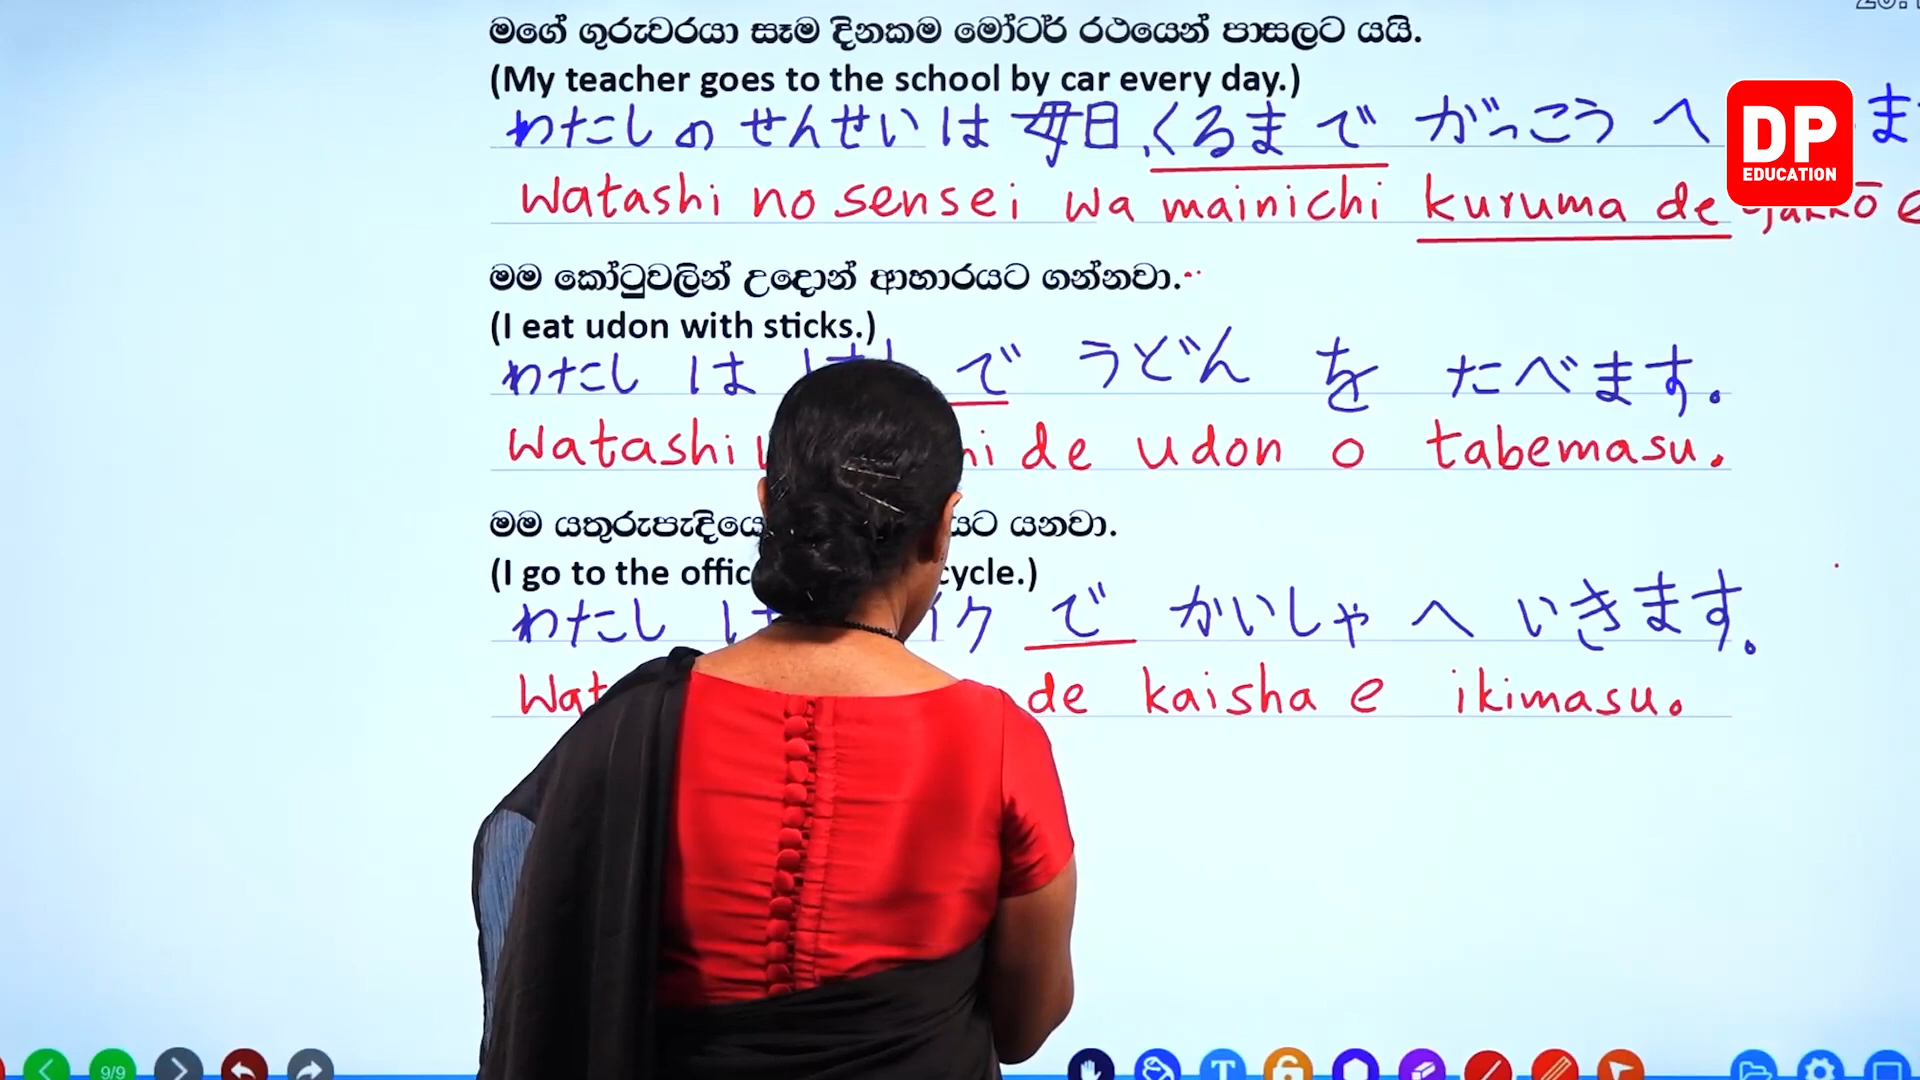 මගේ ගුරුවරයා සෑම දිනකම මෝටර් රථයෙන් පාසලට යයි.
(My teacher goes to the school by car every day.)
わたし の せんせい は 毎日、くるま で がっこう へ
DP
EDUCATION
watashi no sensei wa mainichi kuruma de
මම කෝටුවලින් උදොන් ආහාරයට ගන්නවා.
(I eat udon with sticks.)
わたし は で うどん を たべます。
watashi de udon o tabemasu.
මම යනවා.
(I go to the cycle.)
わたし は で かいしゃ へ いきます。
de kaisha e ikimasu.
9/9